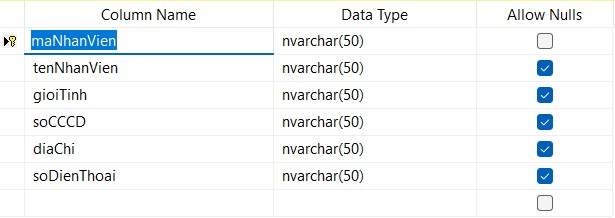 Column Name Data Type Allow Nulls
maNhanVien nvarchar(50)
tenNhanVien nvarchar(50)
gioiTinh nvarchar(50)
soCCCD nvarchar(50)
diaChi nvarchar(50)
soDienThoai nvarchar(50)